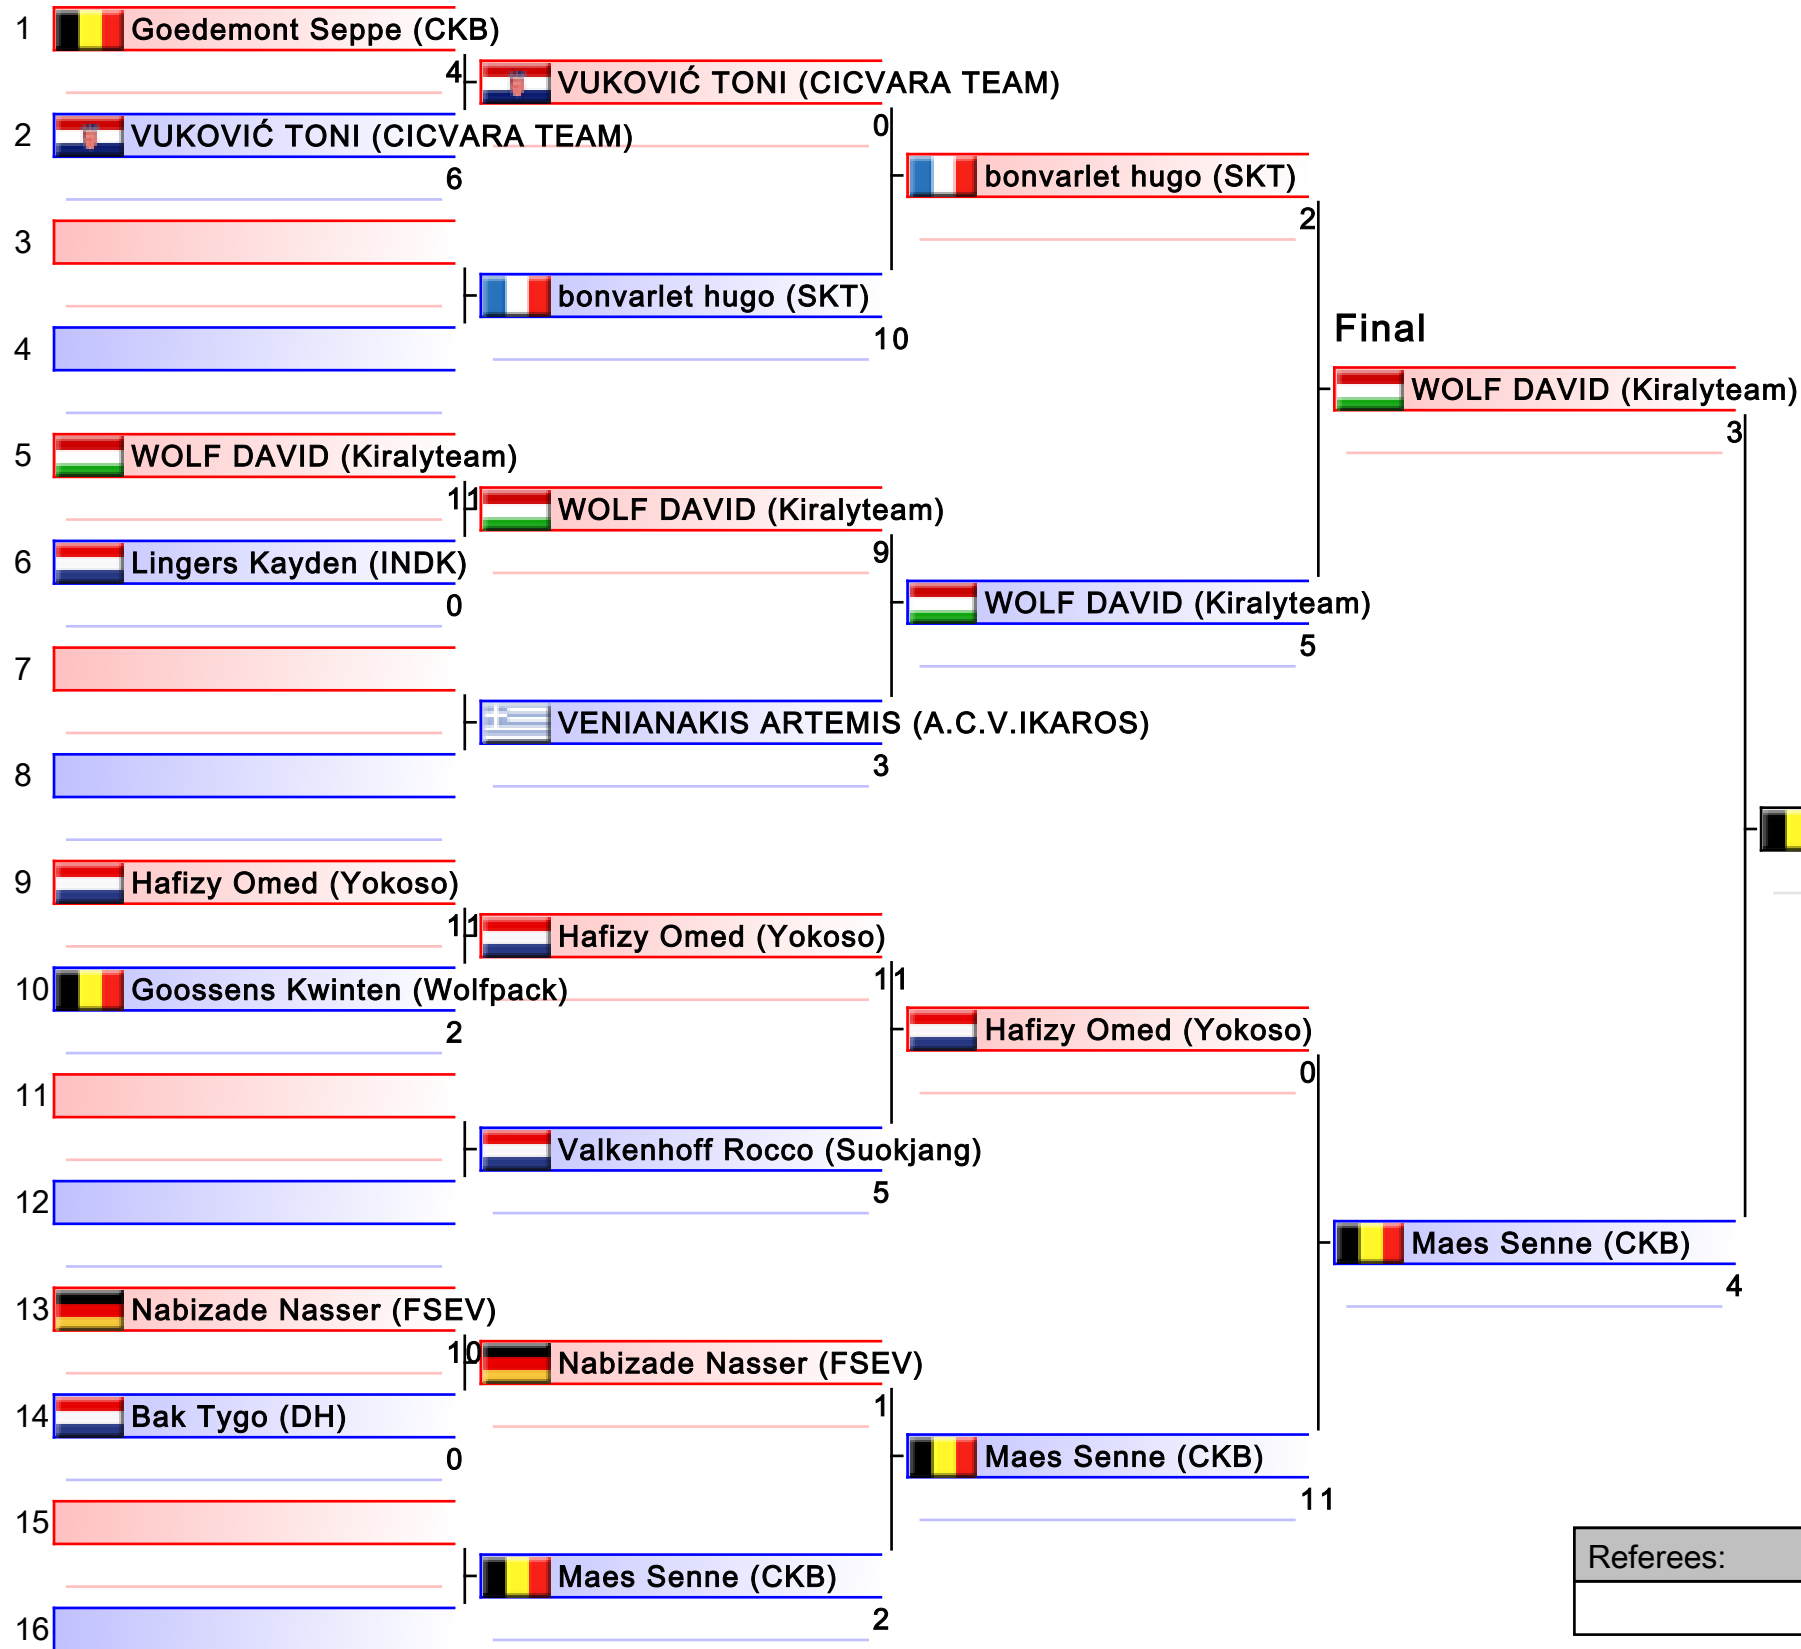 1 Goedemont Seppe (CKB)
4
VUKOVIĆ TONI (CICVARA TEAM)
0
2 VUKOVIĆ TONI (CICVARA TEAM)
6
bonvarlet hugo (SKT)
2
3
bonvarlet hugo (SKT)
10
4
Final
WOLF DAVID (Kiralyteam)
3
5 WOLF DAVID (Kiralyteam)
11
WOLF DAVID (Kiralyteam)
9
6 Lingers Kayden (INDK)
0
WOLF DAVID (Kiralyteam)
5
7
VENIANAKIS ARTEMIS (A.C.V.IKAROS)
3
8
9 Hafizy Omed (Yokoso)
11
Hafizy Omed (Yokoso)
11
10 Goossens Kwinten (Wolfpack)
2
Hafizy Omed (Yokoso)
0
11
Valkenhoff Rocco (Suokjang)
5
12
Maes Senne (CKB)
4
13 Nabizade Nasser (FSEV)
10
Nabizade Nasser (FSEV)
1
14 Bak Tygo (DH)
0
Maes Senne (CKB)
11
15
Maes Senne (CKB)
2
16
Referees: